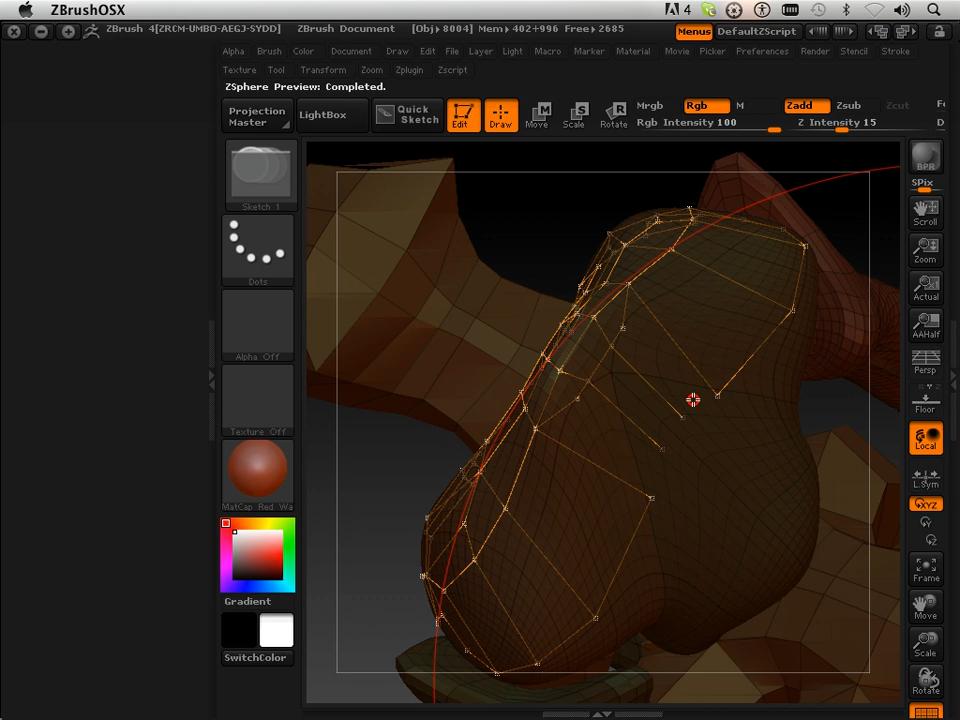 ZBrushOSX
4
ZBrush 4[ZRCM-UMBO-AEGJ-SYDD] ZBrush Document [Obj▸8004] Mem▸402+996 Free▸2685 Menus DefaultZScript
Alpha Brush Color Document Draw Edit File Layer Light Macro Marker Material Movie Picker Preferences Render Stencil Stroke
Texture Tool Transform Zoom Zplugin Zscript
ZSphere Preview: Completed.
Projection Master
LightBox
Quick Sketch
Edit
Draw
Move
Scale
Rotate
Mrgb Rgb M Zadd Zsub Zcut
Rgb Intensity 100 Z Intensity 15
Sketch 1
Dots
Alpha Off
Texture Off
MatCap Red Wa
Gradient
SwitchColor
BPR
SPix
Scroll
Zoom
Actual
AAHalf
Persp
Floor
Local
L.Sym
XYZ
Y
Z
Frame
Move
Scale
Rotate